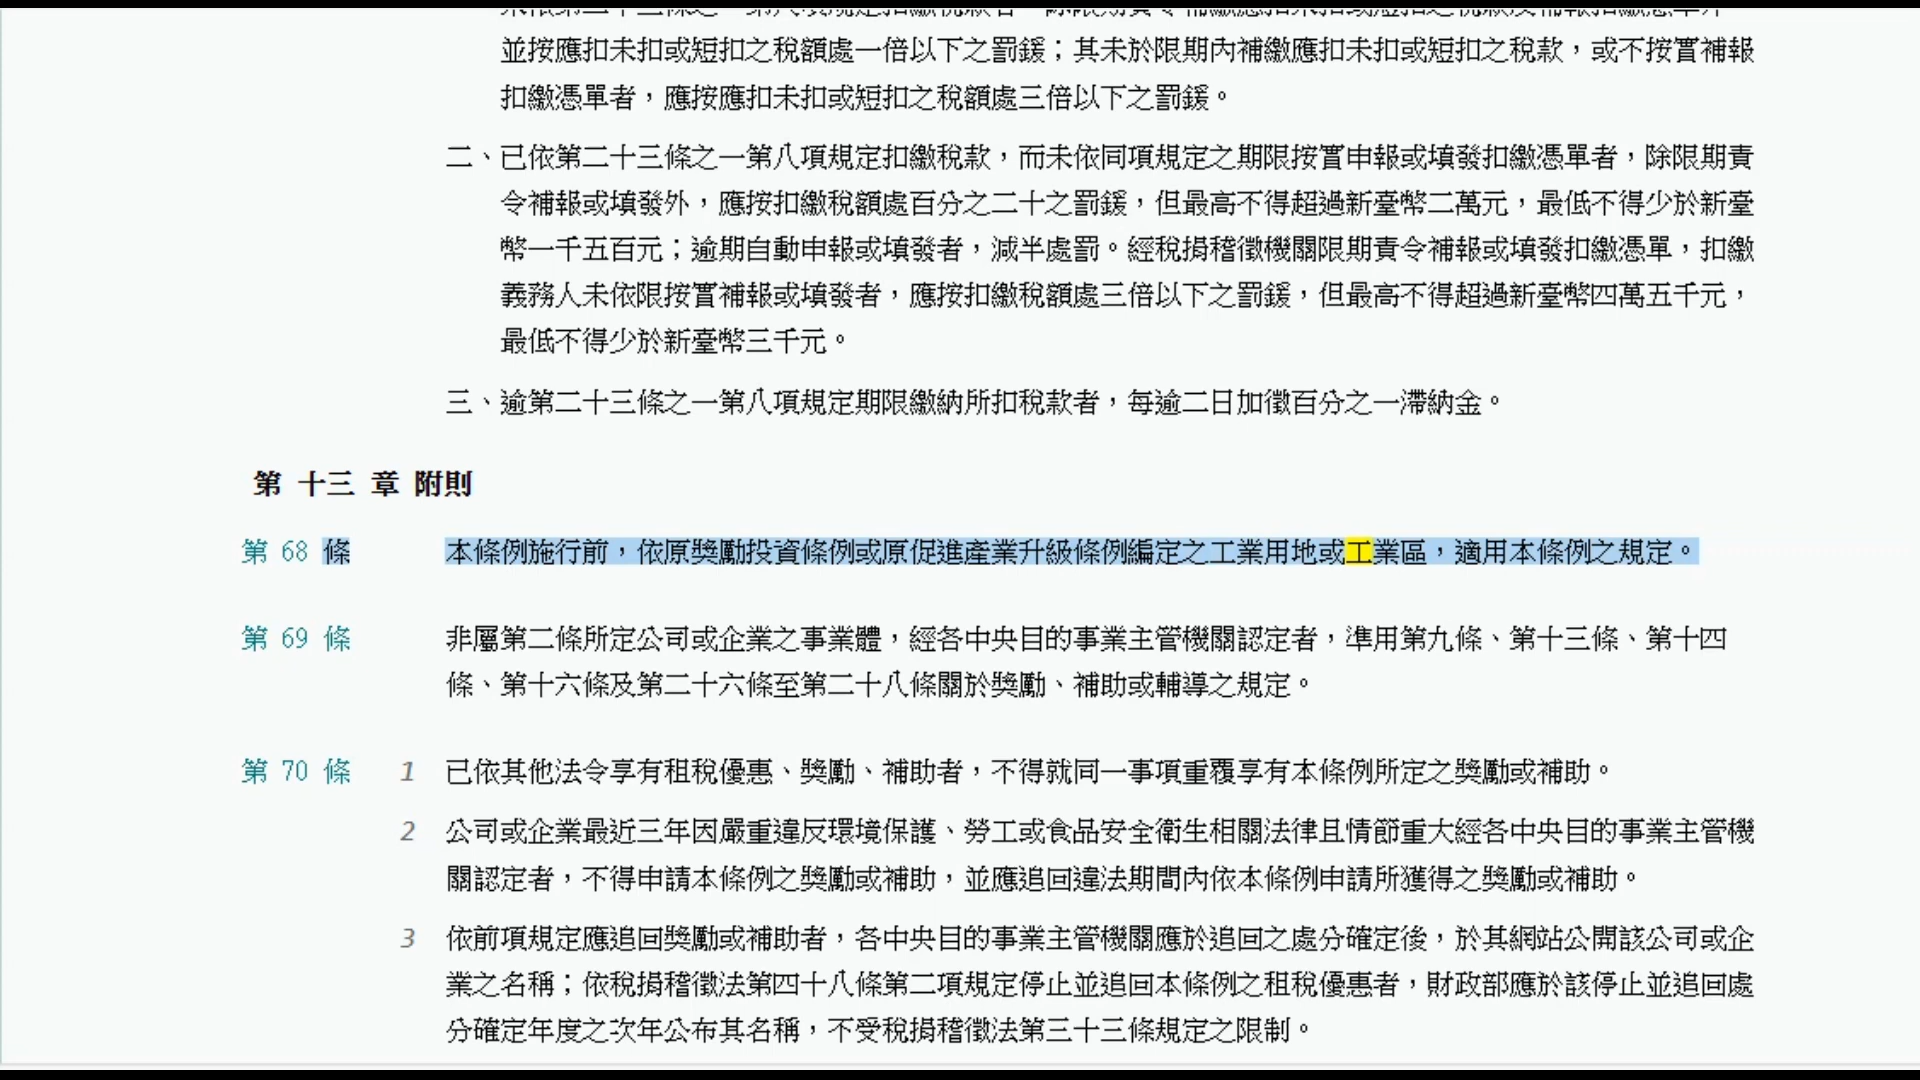 並按應扣未扣或短扣之稅額處一倍以下之罰鍰；其未於限期內補繳應扣未扣或短扣之稅款，或不按實補報
扣繳憑單者，應按應扣未扣或短扣之稅額處三倍以下之罰鍰。
二、已依第二十三條之一第八項規定扣繳稅款，而未依同項規定之期限按實申報或填發扣繳憑單者，除限期責
令補報或填發外，應按扣繳稅額處百分之二十之罰鍰，但最高不得超過新臺幣二萬元，最低不得少於新臺
幣一千五百元；逾期自動申報或填發者，減半處罰。經稅捐稽徵機關限期責令補報或填發扣繳憑單，扣繳
義務人未依限按實補報或填發者，應按扣繳稅額處三倍以下之罰鍰，但最高不得超過新臺幣四萬五千元，
最低不得少於新臺幣三千元。
三、逾第二十三條之一第八項規定期限繳納所扣稅款者，每逾二日加徵百分之一滯納金。
第 十三 章 附則
第 68 條 本條例施行前，依原獎勵投資條例或原促進產業升級條例編定之工業用地或工業區，適用本條例之規定。
第 69 條 非屬第二條所定公司或企業之事業體，經各中央目的事業主管機關認定者，準用第九條、第十三條、第十四
條、第十六條及第二十六條至第二十八條關於獎勵、補助或輔導之規定。
第 70 條 1 已依其他法令享有租稅優惠、獎勵、補助者，不得就同一事項重覆享有本條例所定之獎勵或補助。
2 公司或企業最近三年因嚴重違反環境保護、勞工或食品安全衛生相關法律且情節重大經各中央目的事業主管機
關認定者，不得申請本條例之獎勵或補助，並應追回違法期間內依本條例申請所獲得之獎勵或補助。
3 依前項規定應追回獎勵或補助者，各中央目的事業主管機關應於追回之處分確定後，於其網站公開該公司或企
業之名稱；依稅捐稽徵法第四十八條第二項規定停止並追回本條例之租稅優惠者，財政部應於該停止並追回處
分確定年度之次年公布其名稱，不受稅捐稽徵法第三十三條規定之限制。